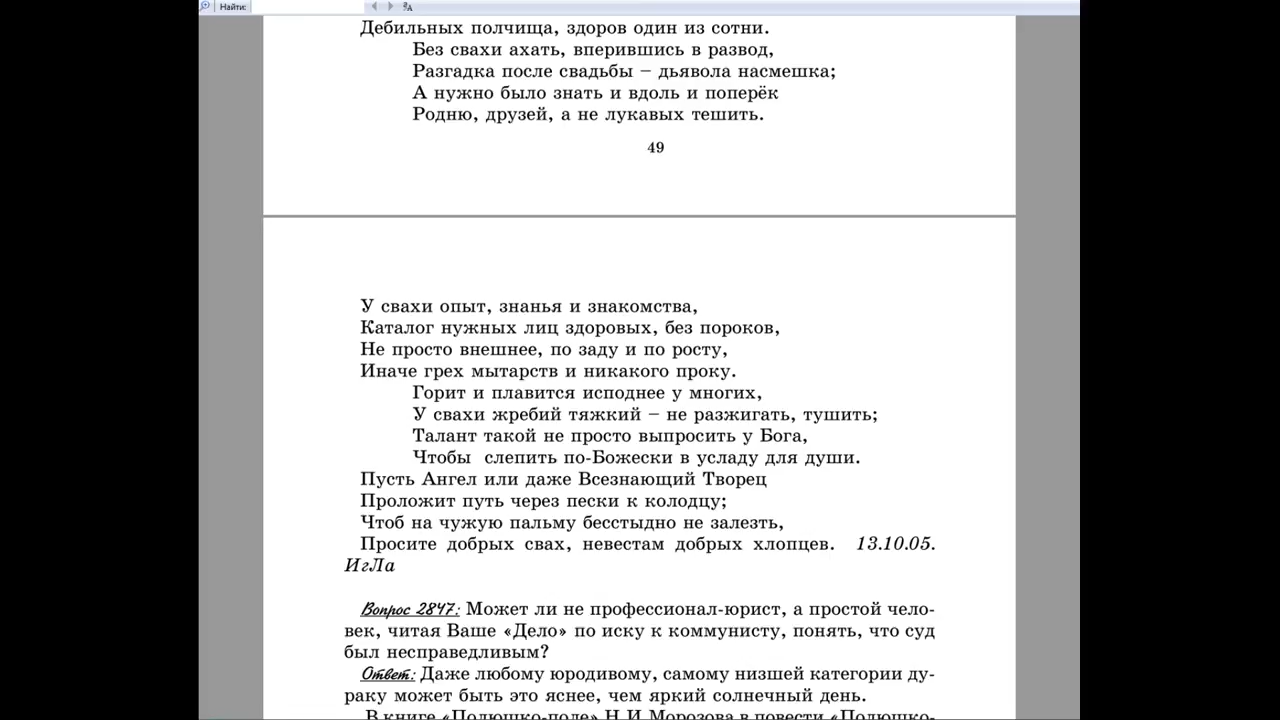 Найти:
Дебильных полчища, здоров один из сотни.
Без свахи ахать, вперившись в развод,
Разгадка после свадьбы – дьявола насмешка;
А нужно было знать и вдоль и поперёк
Родню, друзей, а не лукавых тешить.
49
У свахи опыт, знанья и знакомства,
Каталог нужных лиц здоровых, без пороков,
Не просто внешнее, по заду и по росту,
Иначе грех мытарств и никакого проку.
Горит и плавится исподнее у многих,
У свахи жребий тяжкий – не разжигать, тушить;
Талант такой не просто выпросить у Бога,
Чтобы слепить по-Божески в усладу для души.
Пусть Ангел или даже Всезнающий Творец
Проложит путь через пески к колодцу;
Чтоб на чужую пальму бесстыдно не залезть,
Просите добрых свах, невестам добрых хлопцев. 13.10.05.
ИгЛа
Вопрос 2847: Может ли не профессионал-юрист, а простой чело-
век, читая Ваше «Дело» по иску к коммунисту, понять, что суд
был несправедливым?
Ответ: Даже любому юродивому, самому низшей категории ду-
раку может быть это яснее, чем яркий солнечный день.
В книге «Полюшко-поле» Н.И.Морозова в повести «Полюшко-